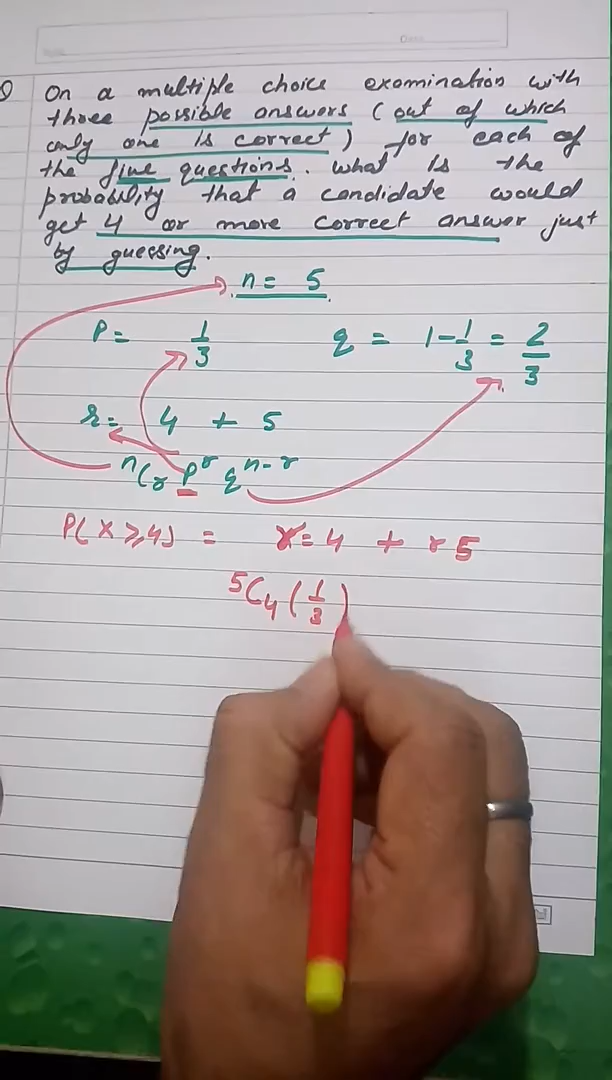 On a multiple choice examination with
three possible answers (out of which
only one is correct) for each of
the five questions. What is the
probability that a candidate would
get 4 or more correct answer just
by guessing.
n = 5
P = 1/3 q = 1-1/3 = 2/3
r = 4 + 5
nCr p^r q^n-r
P(X≥4) = r=4 + r5
5C4 (1/3)